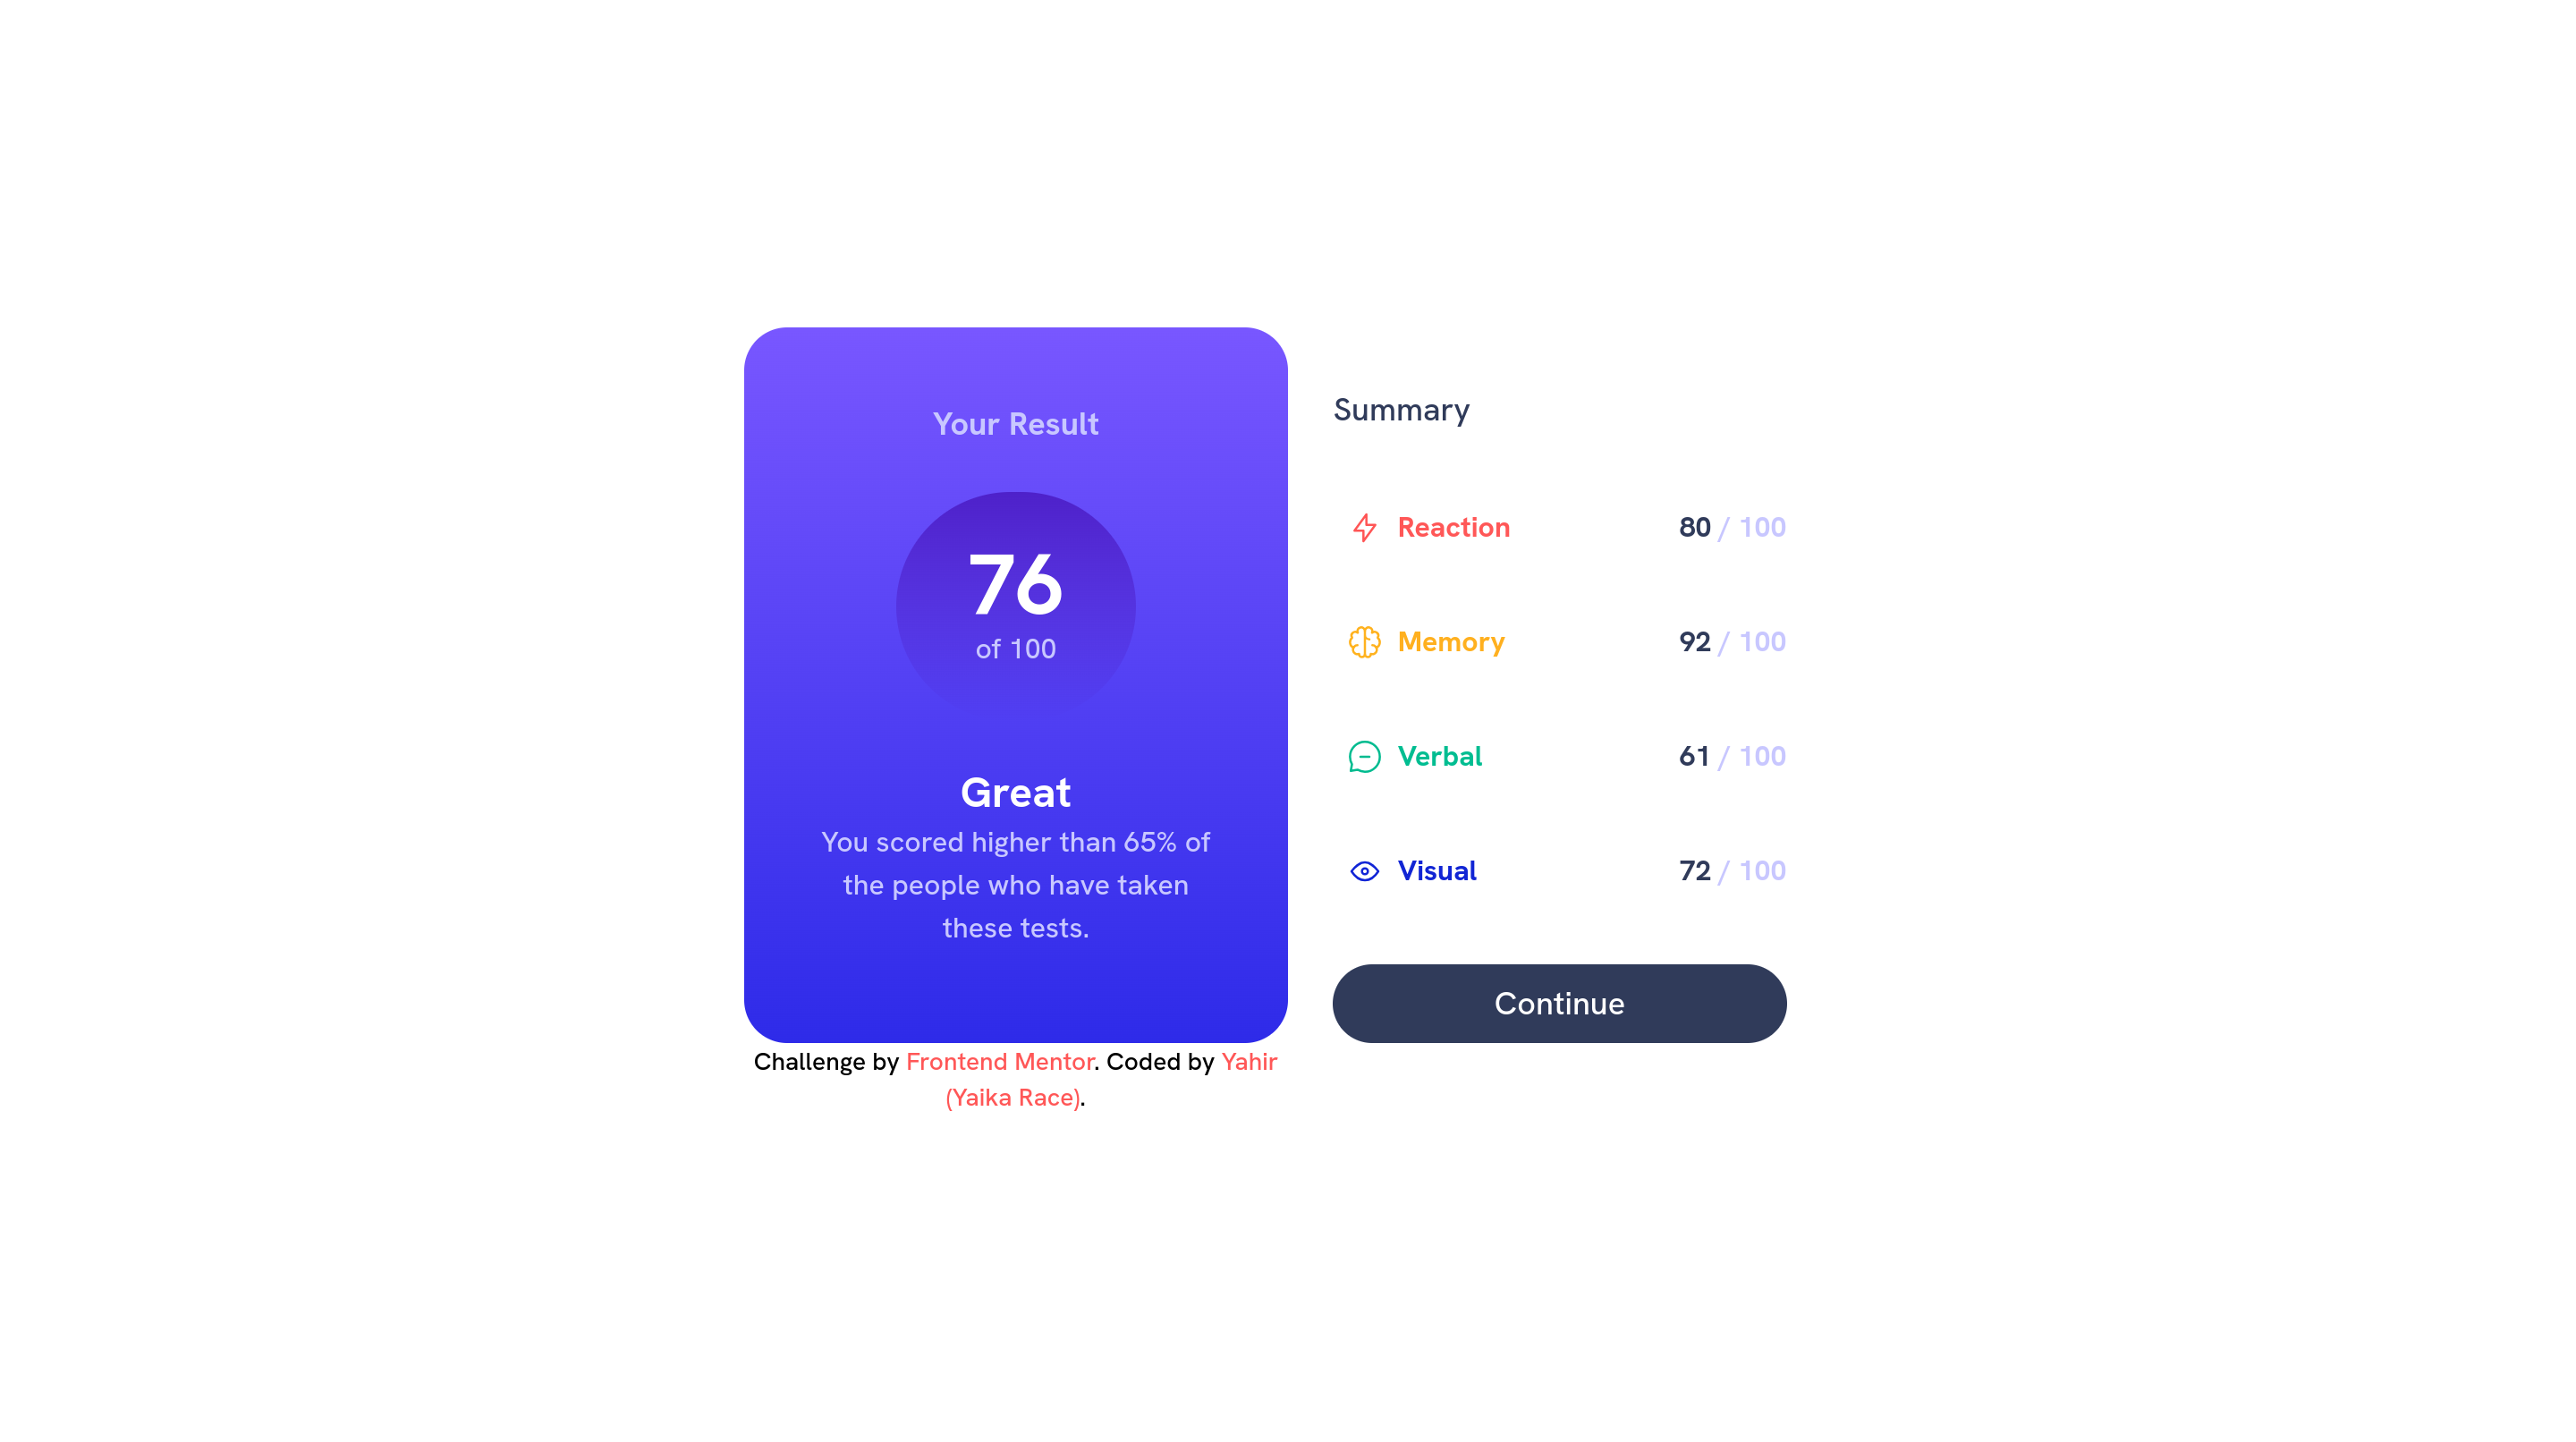 Your Result
76
of 100
Great
You scored higher than 65% of
the people who have taken
these tests.
Summary
Reaction 80 / 100
Memory 92 / 100
Verbal 61 / 100
Visual 72 / 100
Continue
Challenge by Frontend Mentor. Coded by Yahir
(Yaika Race).